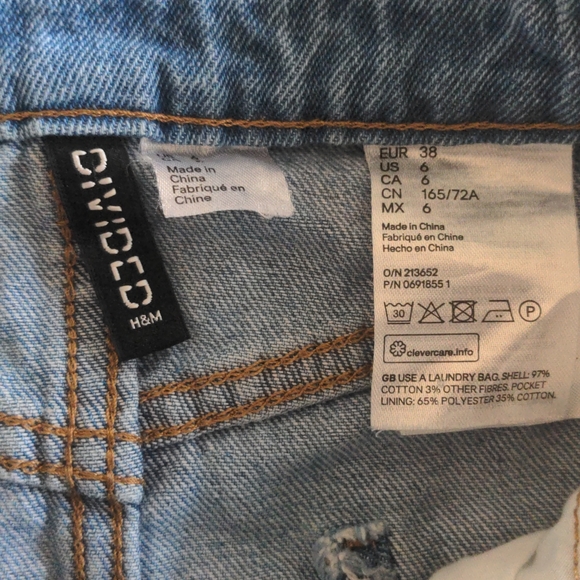 DIVIDED
H&M
Made in
China
Fabriqué en
Chine
EUR 38
US 6
CA 6
CN 165/72A
MX 6
Made in China
Fabriqué en Chine
Hecho en China
O/N 213652
P/N 0691855 1
30
P
clevercare.info
GB USE A LAUNDRY BAG. SHELL: 97%
COTTON 3% OTHER FIBRES. POCKET
LINING: 65% POLYESTER 35% COTTON.